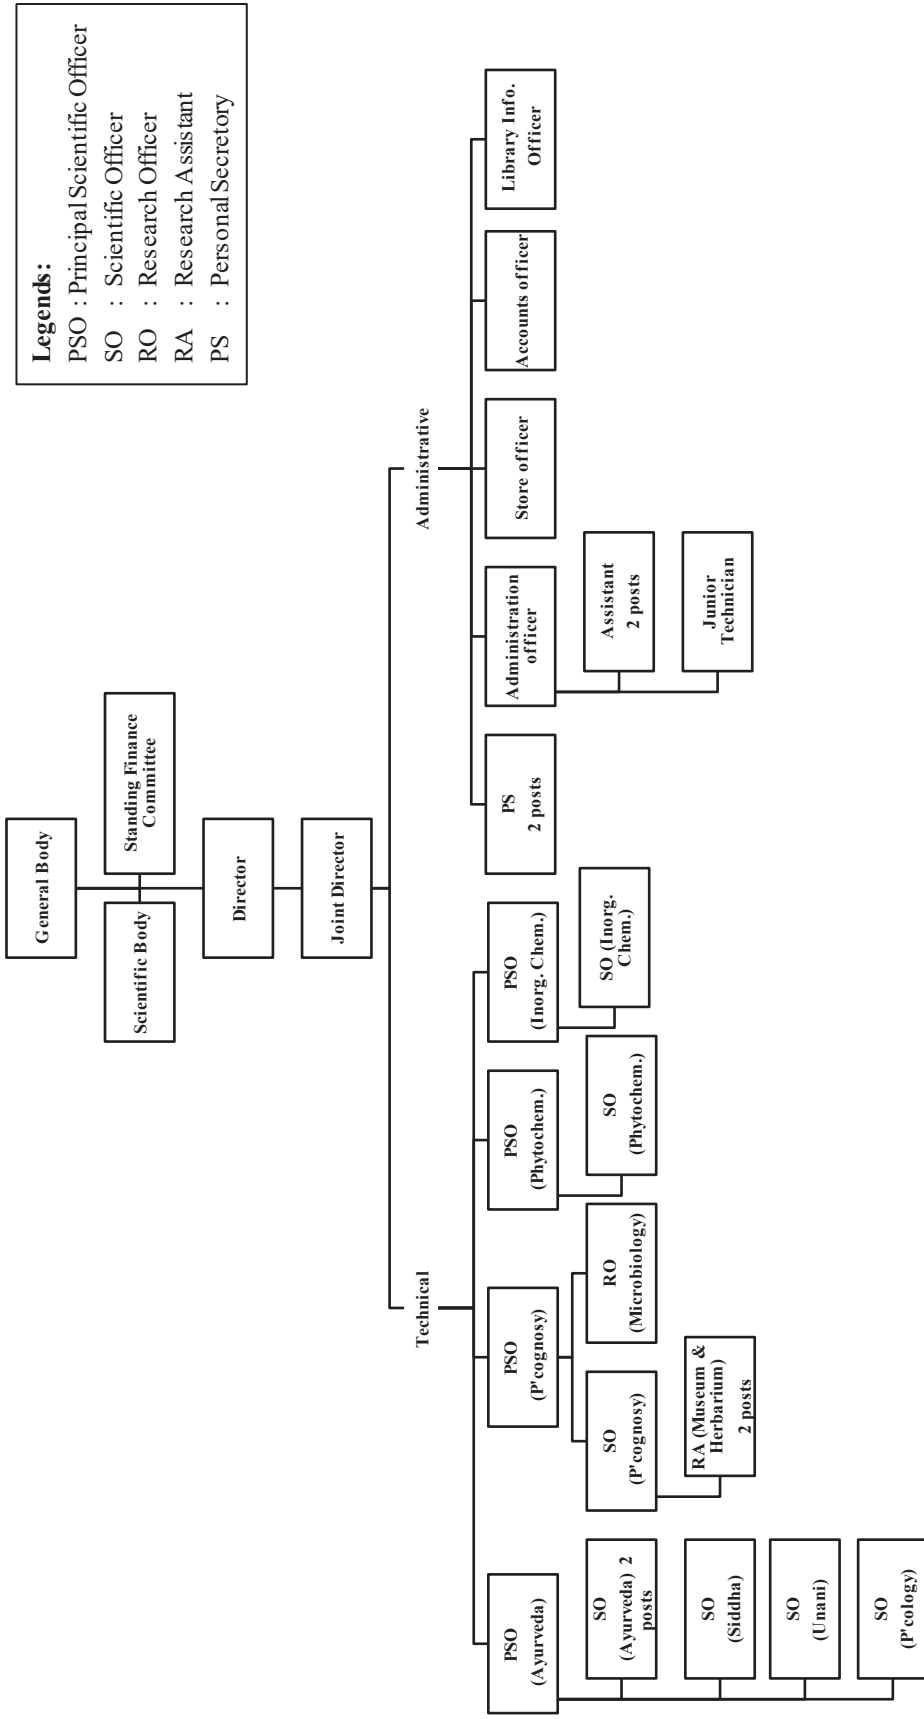 General Body
Scientific Body
Standing Finance
Committee
Director
Joint Director
Legends:
PSO : Principal Scientific Officer
SO : Scientific Officer
RO : Research Officer
RA : Research Assistant
PS : Personal Secretory
Technical
Administrative
PSO
(Ayurveda)
PSO
(P'cognosy)
PSO
(Phytochem.)
PSO
(Inorg. Chem.)
PS
2 posts
Administration
officer
Store officer
Accounts officer
Library Info.
Officer
SO
(Ayurveda) 2
posts
SO
(Siddha)
SO
(Unani)
SO
(P'cology)
SO
(P'cognosy)
RO
(Microbiology)
RA (Museum &
Herbarium)
2 posts
SO
(Phytochem.)
SO (Inorg.
Chem.)
Assistant
2 posts
Junior
Technician